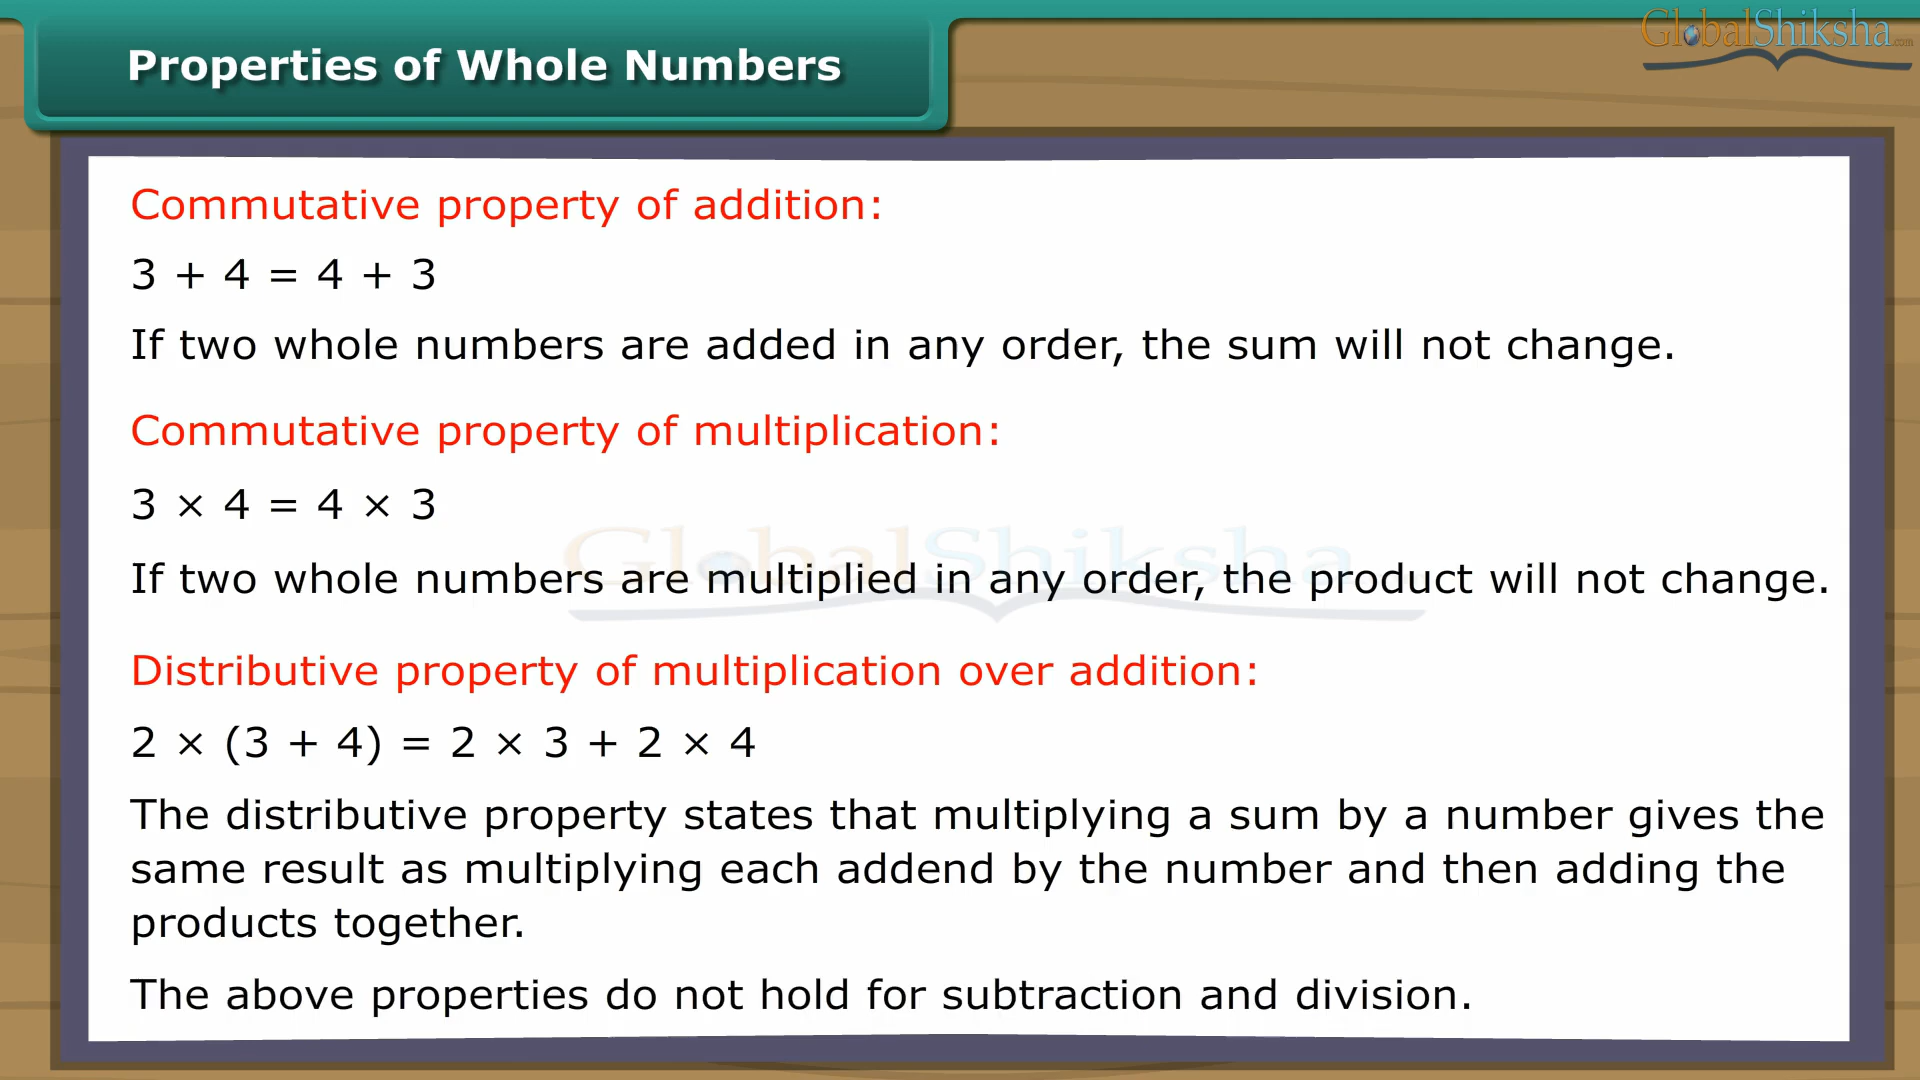 Properties of Whole Numbers
GlobalShiksha.com
Commutative property of addition:
3 + 4 = 4 + 3
If two whole numbers are added in any order, the sum will not change.
Commutative property of multiplication:
3 × 4 = 4 × 3
GlobalShiksha
If two whole numbers are multiplied in any order, the product will not change.
Distributive property of multiplication over addition:
2 × (3 + 4) = 2 × 3 + 2 × 4
The distributive property states that multiplying a sum by a number gives the
same result as multiplying each addend by the number and then adding the
products together.
The above properties do not hold for subtraction and division.